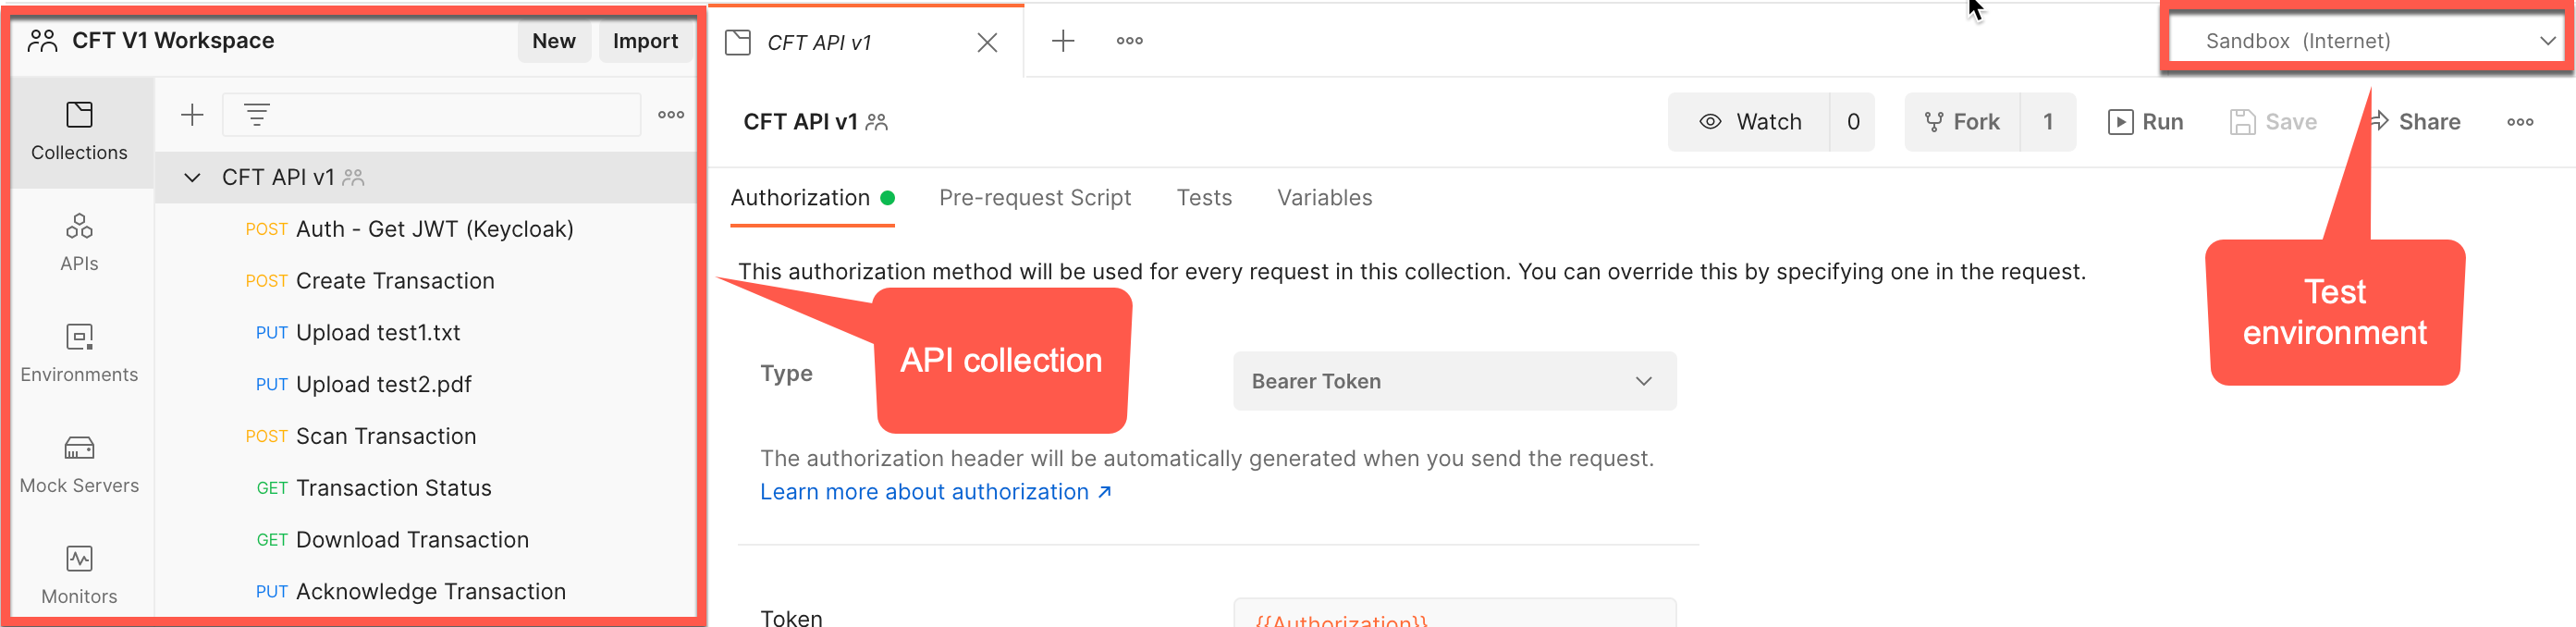 CFT V1 Workspace
New
Import
CFT API v1
Sandbox (Internet)
Collections
APIs
Environments
Mock Servers
Monitors
CFT API v1
POST Auth - Get JWT (Keycloak)
POST Create Transaction
PUT Upload test1.txt
PUT Upload test2.pdf
POST Scan Transaction
GET Transaction Status
GET Download Transaction
PUT Acknowledge Transaction
CFT API v1
Watch 0
Fork 1
Run
Save
Share
Authorization
Pre-request Script
Tests
Variables
This authorization method will be used for every request in this collection. You can override this by specifying one in the request.
API collection
Test
environment
Type
Bearer Token
The authorization header will be automatically generated when you send the request.
Learn more about authorization ↗
Token
{{Authorization}}